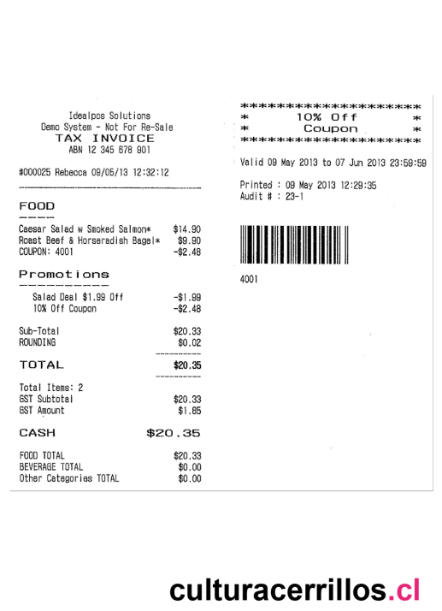 Idealpos Solutions
Demo System - Not For Re-Sale
TAX INVOICE
ABN 12 345 678 901
#000025 Rebecca 09/05/13 12:32:12
FOOD
Caesar Salad w Smoked Salmon* $14.90
Roast Beef & Horseradish Bagel* $9.90
COUPON: 4001 -$2.48
Promotions
Salad Deal $1.99 Off -$1.99
10% Off Coupon -$2.48
Sub-Total $20.33
ROUNDING $0.02
TOTAL $20.35
Total Items: 2
GST Subtotal $20.33
GST Amount $1.85
CASH $20.35
FOOD TOTAL $20.33
BEVERAGE TOTAL $0.00
Other Categories TOTAL $0.00
**********************
* 10% Off *
* Coupon *
**********************
Valid 09 May 2013 to 07 Jun 2013 23:59:59
Printed : 09 May 2013 12:29:35
Audit # : 23-1
4001
culturacerrillos.cl